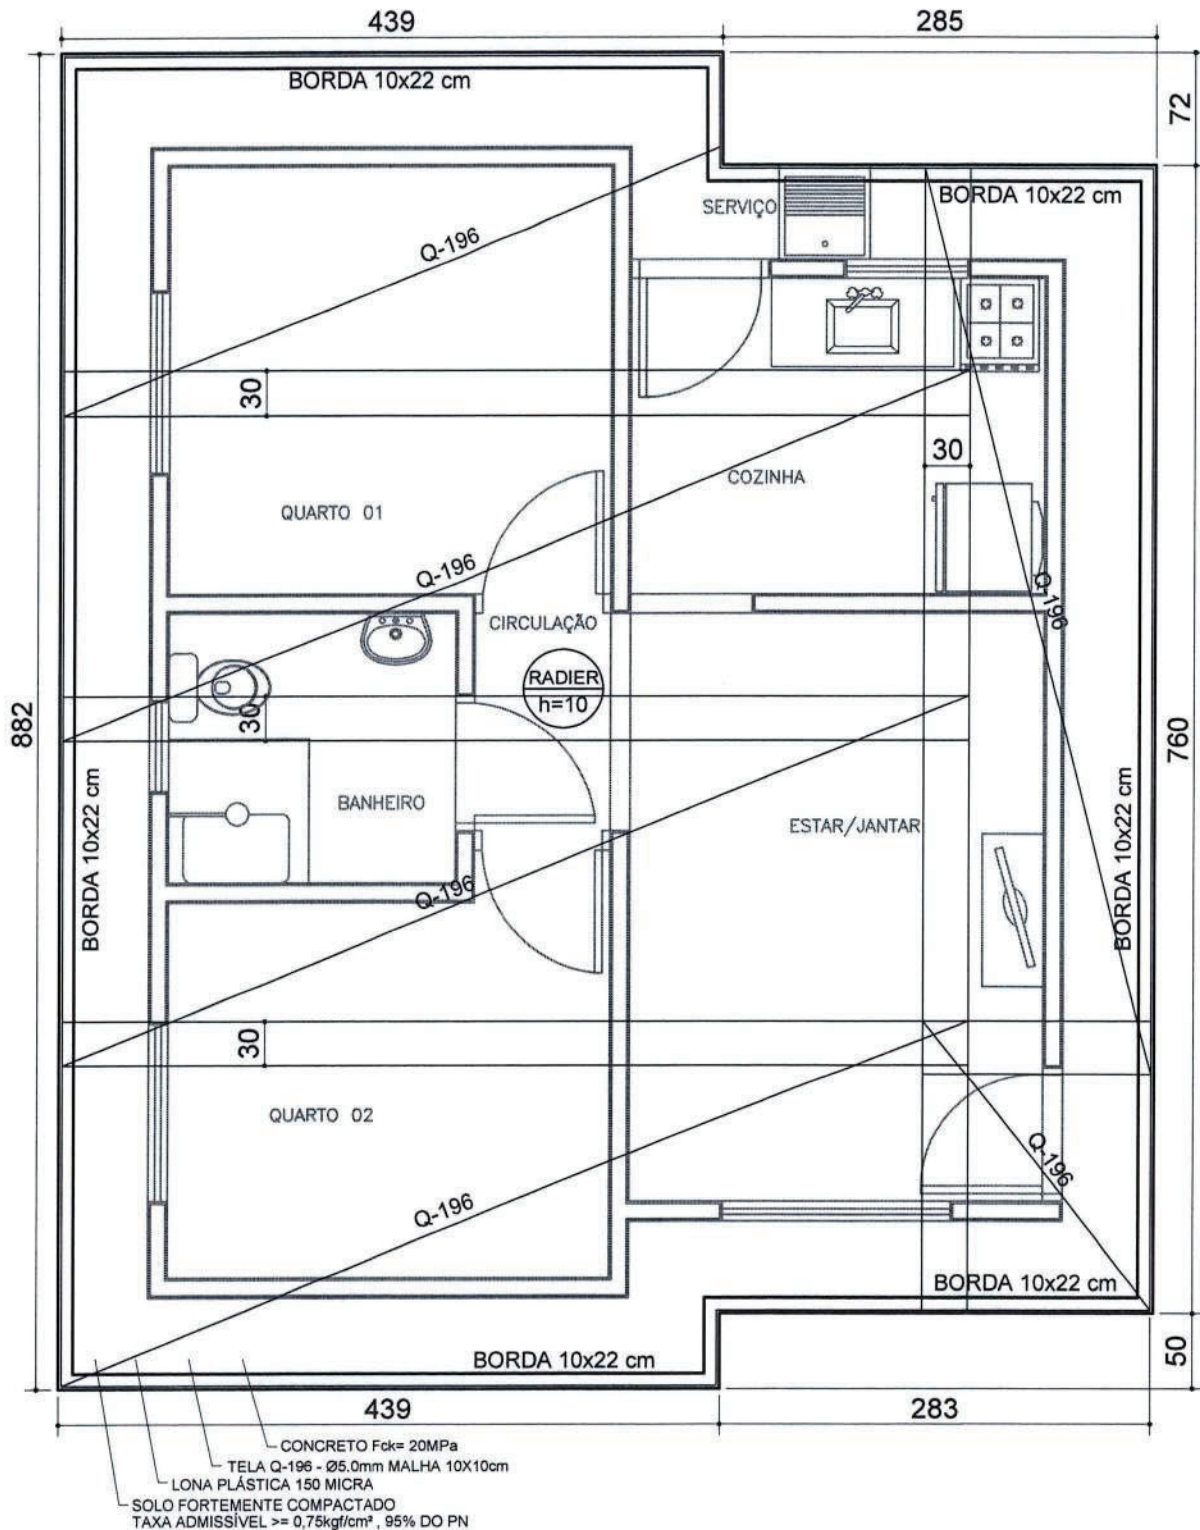 439
285
BORDA 10x22 cm
72
SERVIÇO
BORDA 10x22 cm
Q-196
30
30
COZINHA
QUARTO 01
Q-196
Q-196
CIRCULAÇÃO
RADIER
h=10
882
30
760
BORDA 10x22 cm
BANHEIRO
ESTAR/JANTAR
BORDA 10x22 cm
Q-196
30
QUARTO 02
Q-196
Q-196
BORDA 10x22 cm
BORDA 10x22 cm
50
439
283
CONCRETO Fck= 20MPa
TELA Q-196 - Ø5.0mm MALHA 10X10cm
LONA PLÁSTICA 150 MICRA
SOLO FORTEMENTE COMPACTADO
TAXA ADMISSÍVEL >= 0,75kgf/cm², 95% DO PN